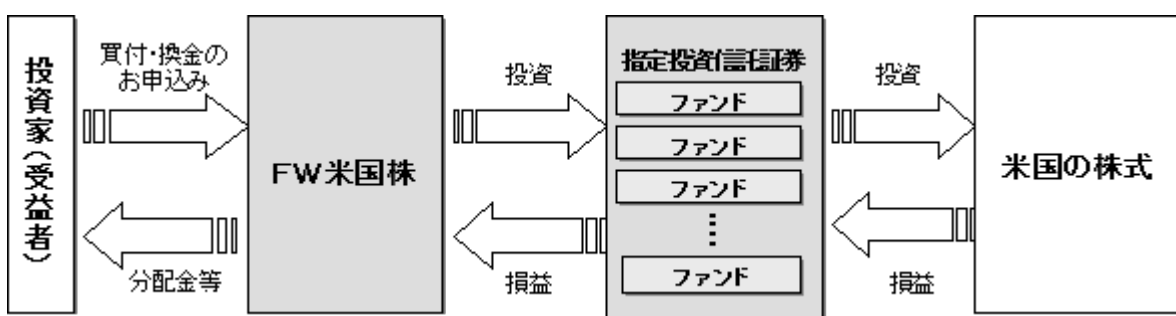 投資家(受益者)
買付・換金の
お申込み
分配金等
FW米国株
投資
損益
指定投資信託証券
ファンド
ファンド
ファンド
ファンド
投資
損益
米国の株式